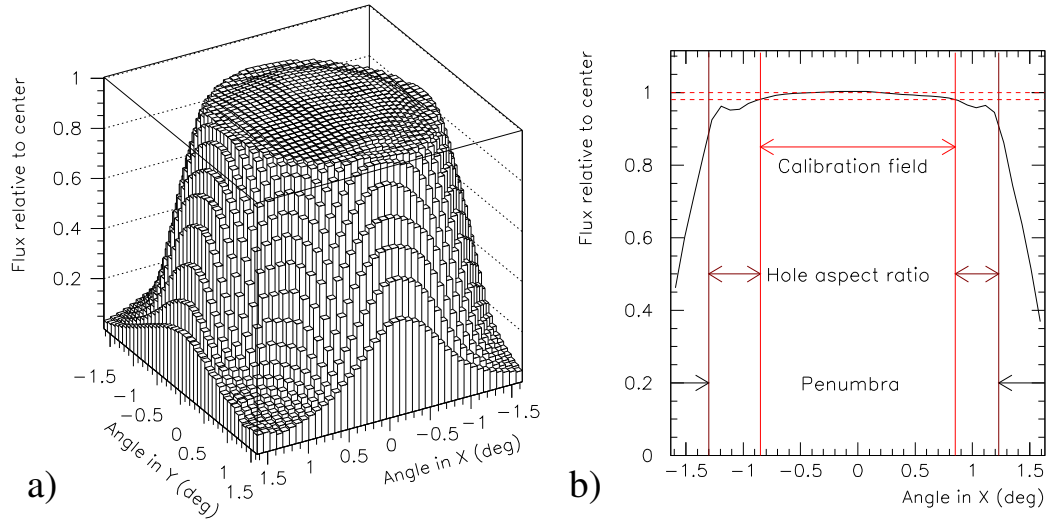 Flux relative to center
1
0.8
0.6
0.4
0.2
−1.5
−1
−0.5
0
0.5
1
1.5
Angle in Y (deg)
1.5
1
0.5
0
−0.5
−1
−1.5
Angle in X (deg)
a)
Flux relative to center
1
0.8
0.6
0.4
0.2
0
Calibration field
Hole aspect ratio
Penumbra
−1.5 −1 −0.5 0 0.5 1 1.5
Angle in X (deg)
b)